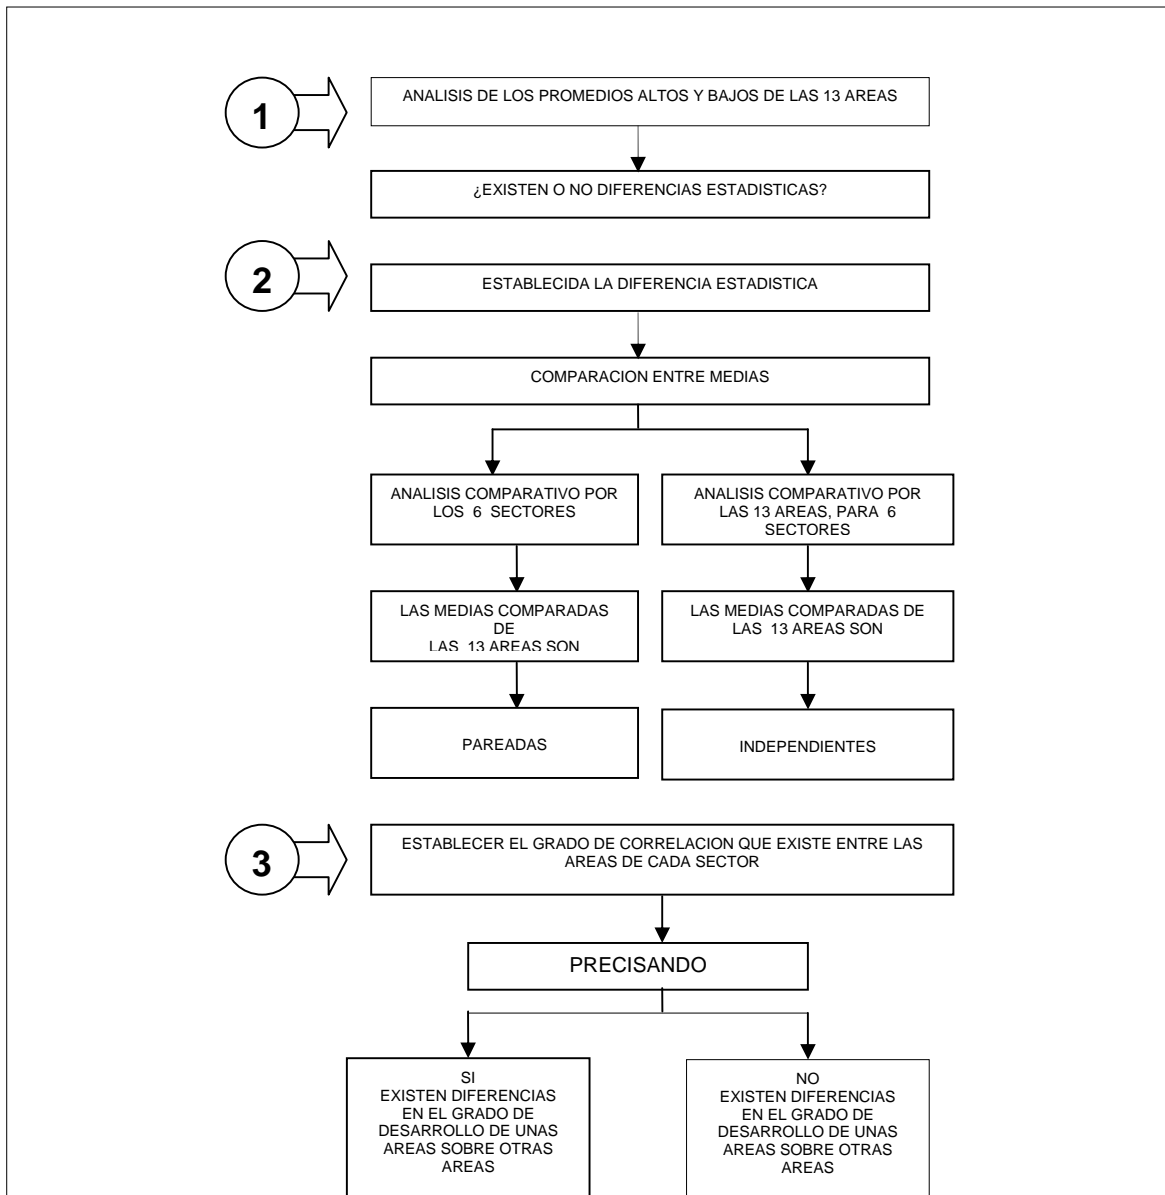 1
ANALISIS DE LOS PROMEDIOS ALTOS Y BAJOS DE LAS 13 AREAS
¿EXISTEN O NO DIFERENCIAS ESTADISTICAS?
2
ESTABLECIDA LA DIFERENCIA ESTADISTICA
COMPARACION ENTRE MEDIAS
ANALISIS COMPARATIVO POR
LOS 6 SECTORES
ANALISIS COMPARATIVO POR
LAS 13 AREAS, PARA 6
SECTORES
LAS MEDIAS COMPARADAS
DE
LAS 13 AREAS SON
LAS MEDIAS COMPARADAS DE
LAS 13 AREAS SON
PAREADAS
INDEPENDIENTES
3
ESTABLECER EL GRADO DE CORRELACION QUE EXISTE ENTRE LAS
AREAS DE CADA SECTOR
PRECISANDO
SI
EXISTEN DIFERENCIAS
EN EL GRADO DE
DESARROLLO DE UNAS
AREAS SOBRE OTRAS
AREAS
NO
EXISTEN DIFERENCIAS
EN EL GRADO DE
DESARROLLO DE UNAS
AREAS SOBRE OTRAS
AREAS